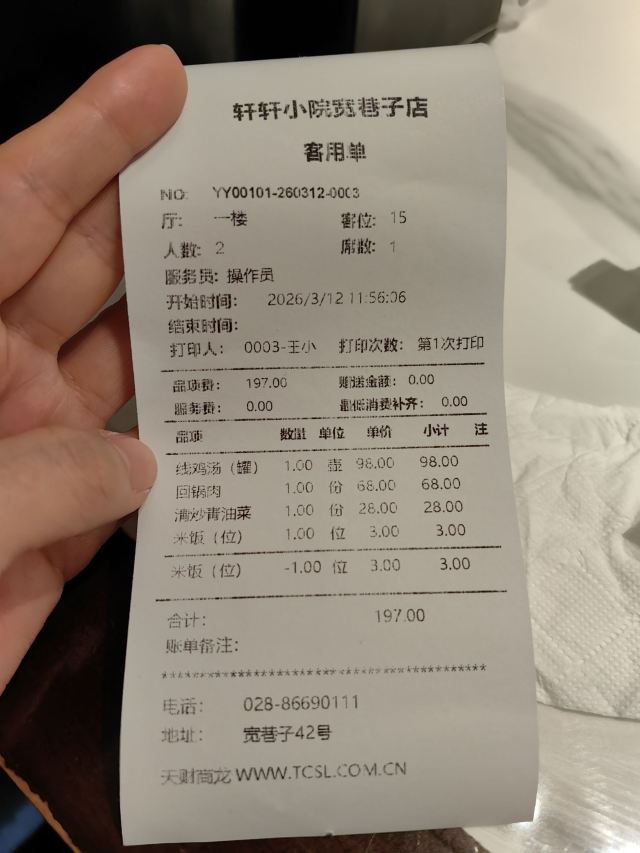 轩轩小院宽巷子店
客用单
NO: YY00101-260312-0003
厅: 一楼 客位: 15
人数: 2 席数: 1
服务员: 操作员
开始时间: 2026/3/12 11:56:06
结束时间:
打印人: 0003-王小 打印次数: 第1次打印
品项费: 197.00 赠送金额: 0.00
服务费: 0.00 最低消费补齐: 0.00
品项 数量 单位 单价 小计 注
线鸡汤（罐） 1.00 壶 98.00 98.00
回锅肉 1.00 份 68.00 68.00
清炒青油菜 1.00 份 28.00 28.00
米饭（位） 1.00 位 3.00 3.00
米饭（位） -1.00 位 3.00 3.00
合计: 197.00
账单备注:
************************************************
电话: 028-86690111
地址: 宽巷子42号
天财商龙 WWW.TCSL.COM.CN